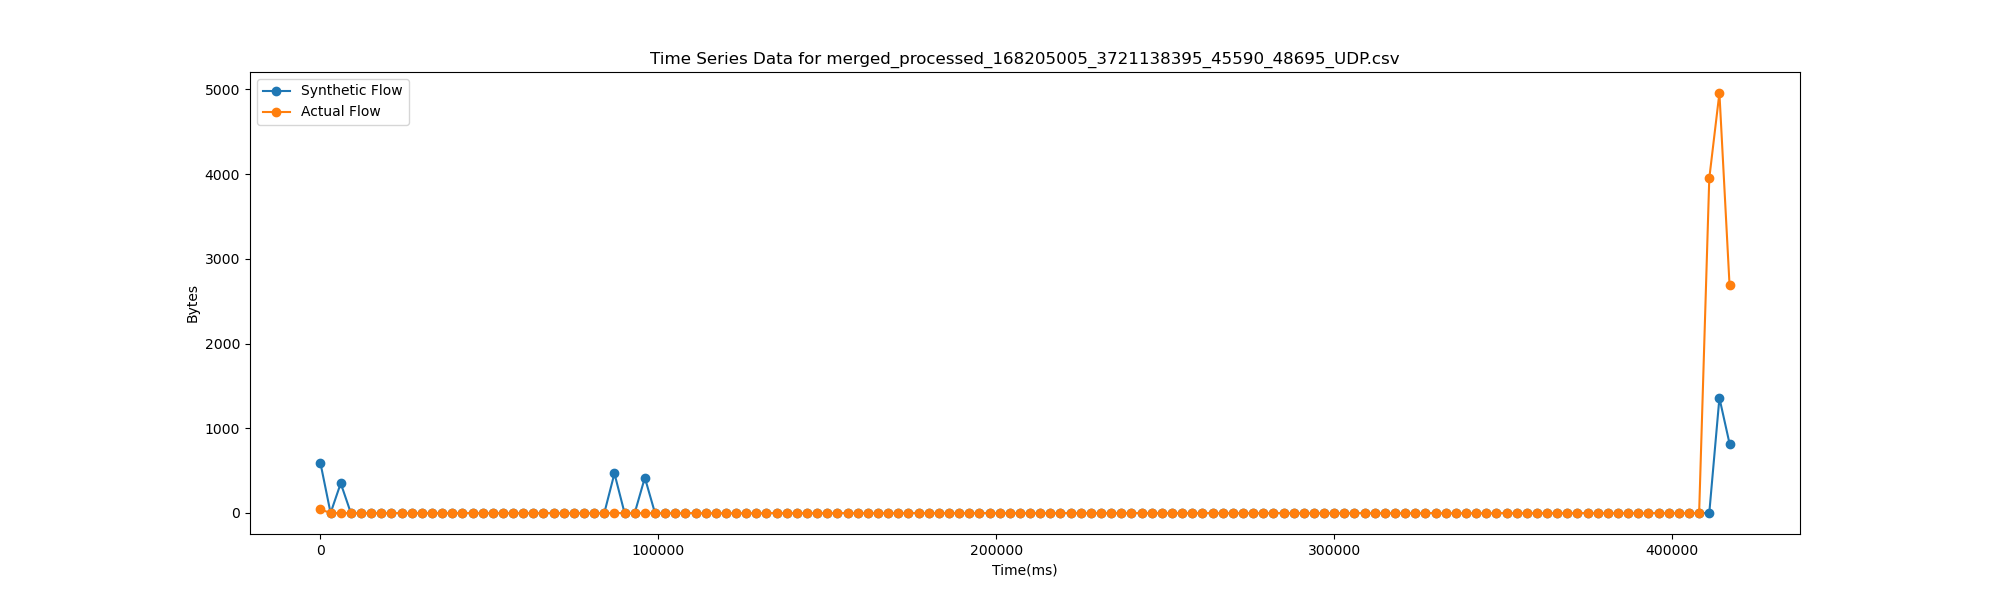 Time Series Data for merged_processed_168205005_3721138395_45590_48695_UDP.csv
Synthetic Flow
Actual Flow
5000
4000
3000
2000
1000
0
Bytes
0 100000 200000 300000 400000
Time(ms)